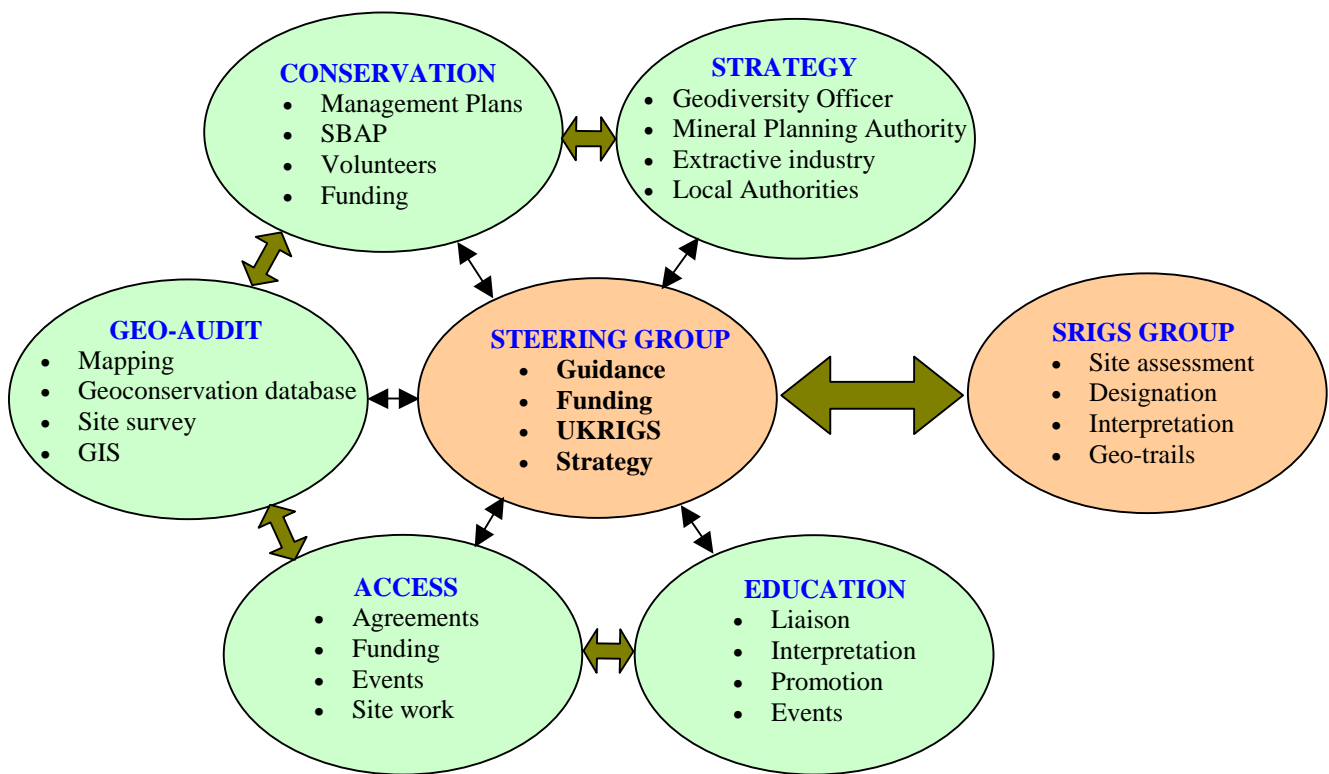 CONSERVATION
• Management Plans
• SBAP
• Volunteers
• Funding
STRATEGY
• Geodiversity Officer
• Mineral Planning Authority
• Extractive industry
• Local Authorities
GEO-AUDIT
• Mapping
• Geoconservation database
• Site survey
• GIS
STEERING GROUP
• Guidance
• Funding
• UKRIGS
• Strategy
SRIGS GROUP
• Site assessment
• Designation
• Interpretation
• Geo-trails
ACCESS
• Agreements
• Funding
• Events
• Site work
EDUCATION
• Liaison
• Interpretation
• Promotion
• Events